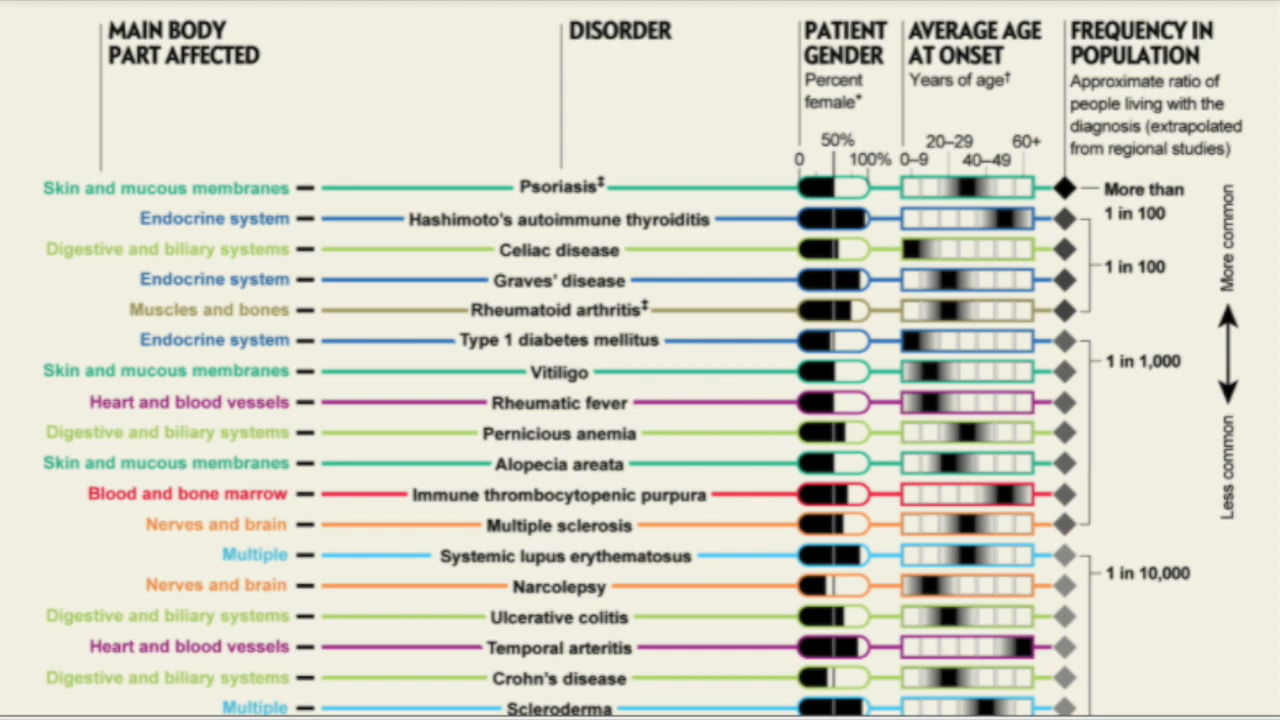 MAIN BODY
PART AFFECTED
DISORDER
PATIENT
GENDER
Percent
female*
AVERAGE AGE
AT ONSET
Years of age†
FREQUENCY IN
POPULATION
Approximate ratio of
people living with the
diagnosis (extrapolated
from regional studies)
50%
0 100%
20–29 60+
0–9 40–49
Skin and mucous membranes Psoriasis‡ More than
1 in 100
Endocrine system Hashimoto's autoimmune thyroiditis
Digestive and biliary systems Celiac disease
1 in 100
Endocrine system Graves' disease
Muscles and bones Rheumatoid arthritis‡
Endocrine system Type 1 diabetes mellitus
1 in 1,000
Skin and mucous membranes Vitiligo
Heart and blood vessels Rheumatic fever
Digestive and biliary systems Pernicious anemia
Skin and mucous membranes Alopecia areata
Blood and bone marrow Immune thrombocytopenic purpura
Nerves and brain Multiple sclerosis
Multiple Systemic lupus erythematosus
1 in 10,000
Nerves and brain Narcolepsy
Digestive and biliary systems Ulcerative colitis
Heart and blood vessels Temporal arteritis
Digestive and biliary systems Crohn's disease
Multiple Scleroderma
More common
Less common